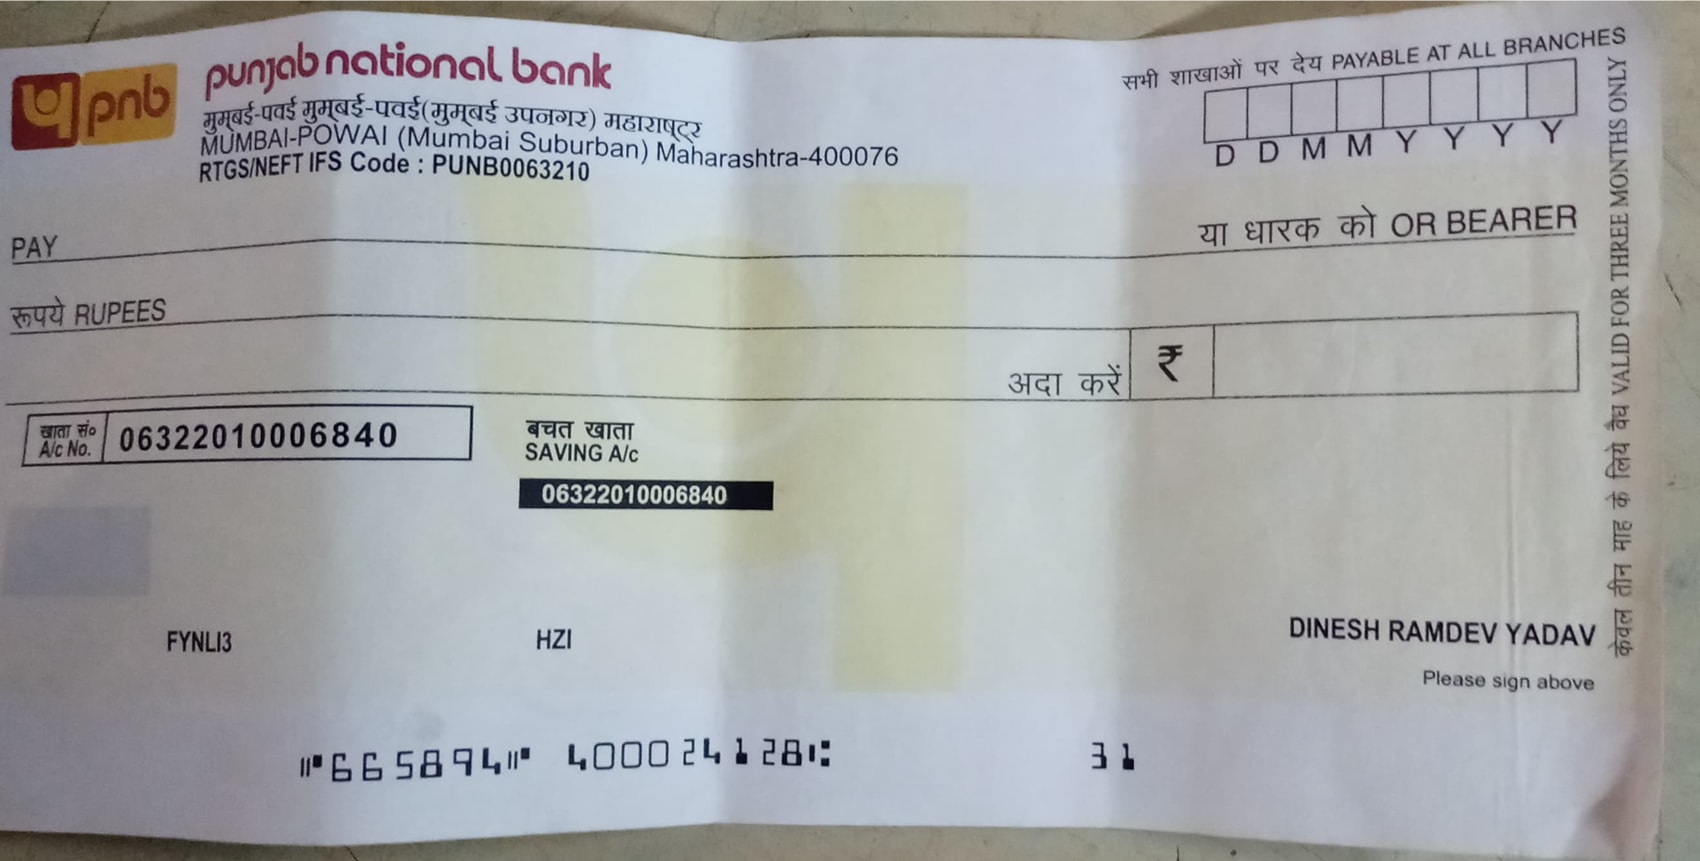 पी pnb
punjab national bank
मुम्बई-पवई मुम्बई-पवई(मुम्बई उपनगर) महाराष्ट्र
MUMBAI-POWAI (Mumbai Suburban) Maharashtra-400076
RTGS/NEFT IFS Code : PUNB0063210
सभी शाखाओं पर देय PAYABLE AT ALL BRANCHES
D D M M Y Y Y Y
PAY
या धारक को OR BEARER
रूपये RUPEES
अदा करें ₹
खाता सं० A/c No. 06322010006840
बचत खाता
SAVING A/c
06322010006840
FYNLI3 HZI
DINESH RAMDEV YADAV
Please sign above
⑈665894⑈ 400024128⑆ 31
केवल तीन माह के लिये वैध VALID FOR THREE MONTHS ONLY